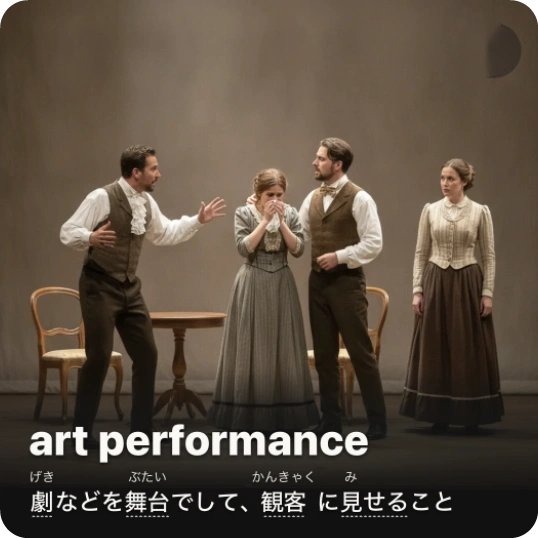 art performance
げき ぶたい かんきゃく み
劇などを舞台でして、観客 に見せること